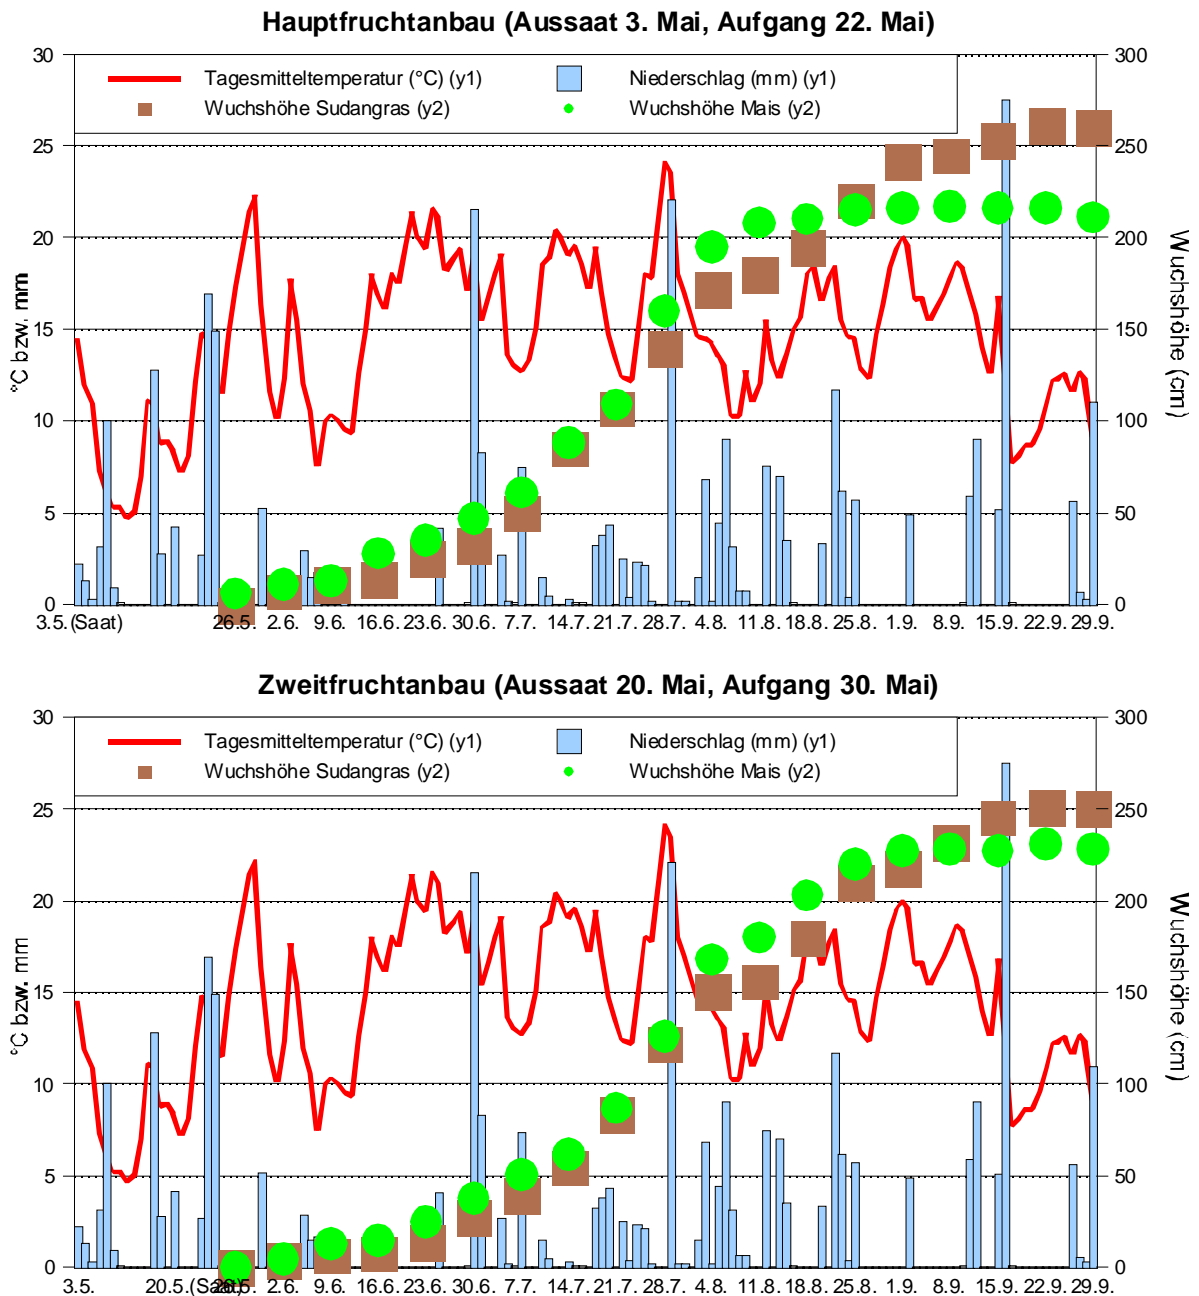 Hauptfruchtanbau (Aussaat 3. Mai, Aufgang 22. Mai)
30 300
Tagesmitteltemperatur (°C) (y1) Niederschlag (mm) (y1)
Wuchshöhe Sudangras (y2) Wuchshöhe Mais (y2)
25 250
20 200
15 150
10 100
5 50
0 0
°C bzw. mm
Wuchshöhe (cm)
3.5.(Saat) 26.5. 2.6. 9.6. 16.6. 23.6. 30.6. 7.7. 14.7. 21.7. 28.7. 4.8. 11.8. 18.8. 25.8. 1.9. 8.9. 15.9. 22.9. 29.9.
Zweitfruchtanbau (Aussaat 20. Mai, Aufgang 30. Mai)
30 300
Tagesmitteltemperatur (°C) (y1) Niederschlag (mm) (y1)
Wuchshöhe Sudangras (y2) Wuchshöhe Mais (y2)
25 250
20 200
15 150
10 100
5 50
0 0
°C bzw. mm
Wuchshöhe (cm)
3.5. 20.5.(Saat) 26.5. 2.6. 9.6. 16.6. 23.6. 30.6. 7.7. 14.7. 21.7. 28.7. 4.8. 11.8. 18.8. 25.8. 1.9. 8.9. 15.9. 22.9. 29.9.